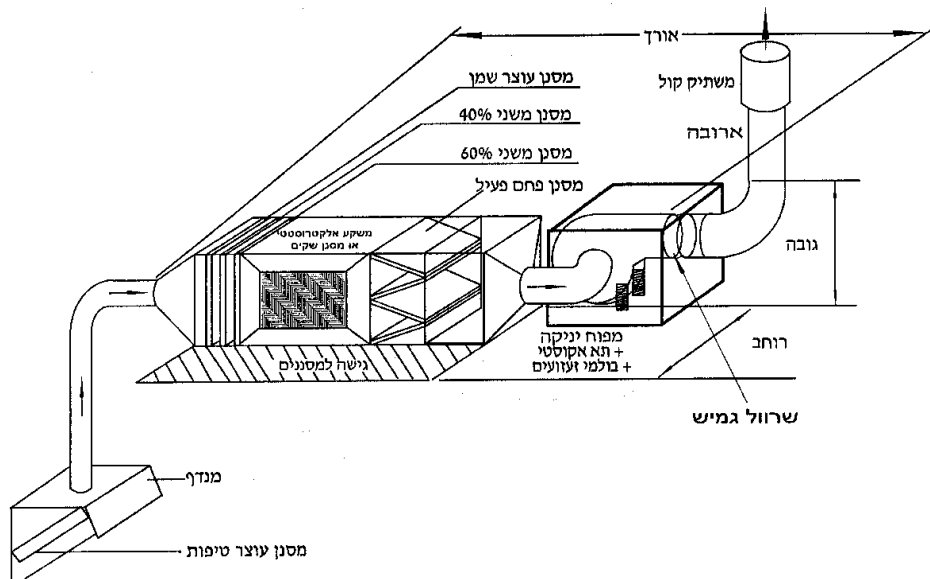 אורך
משתיק קול
ארובה
מסנן עוצר שמן
מסנן משני 40%
מסנן משני 60%
מסנן פחם פעיל
משקע אלקטרוסטטי
או מסנן שקים
גובה
רוחב
מפוח יניקה
+ תא אקוסטי
+ בולמי זעזועים
גישה למסננים
שרוול גמיש
מנדף
מסנן עוצר טיפות